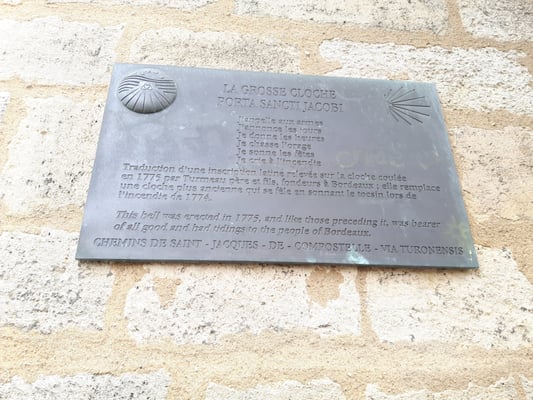 LA GROSSE CLOCHE
PORTA SANCTI JACOBI
J'appelle aux armes
J'annonce les jours
Je donne les heures
Je chasse l'orage
Je sonne les fêtes
Je crie à l'incendie
Traduction d'une inscription latine relevés sur la cloche coulée
en 1775 par Turmeau père et fils, fondeurs à Bordeaux ; elle remplace
une cloche plus ancienne qui se fêle en sonnant le tocsin lors de
l'incendie de 1774.
This bell was erected in 1775, and like those preceding it, was bearer
of all good and bad tidings to the people of Bordeaux.
CHEMINS DE SAINT - JACQUES - DE - COMPOSTELLE - VIA TURONENSIS